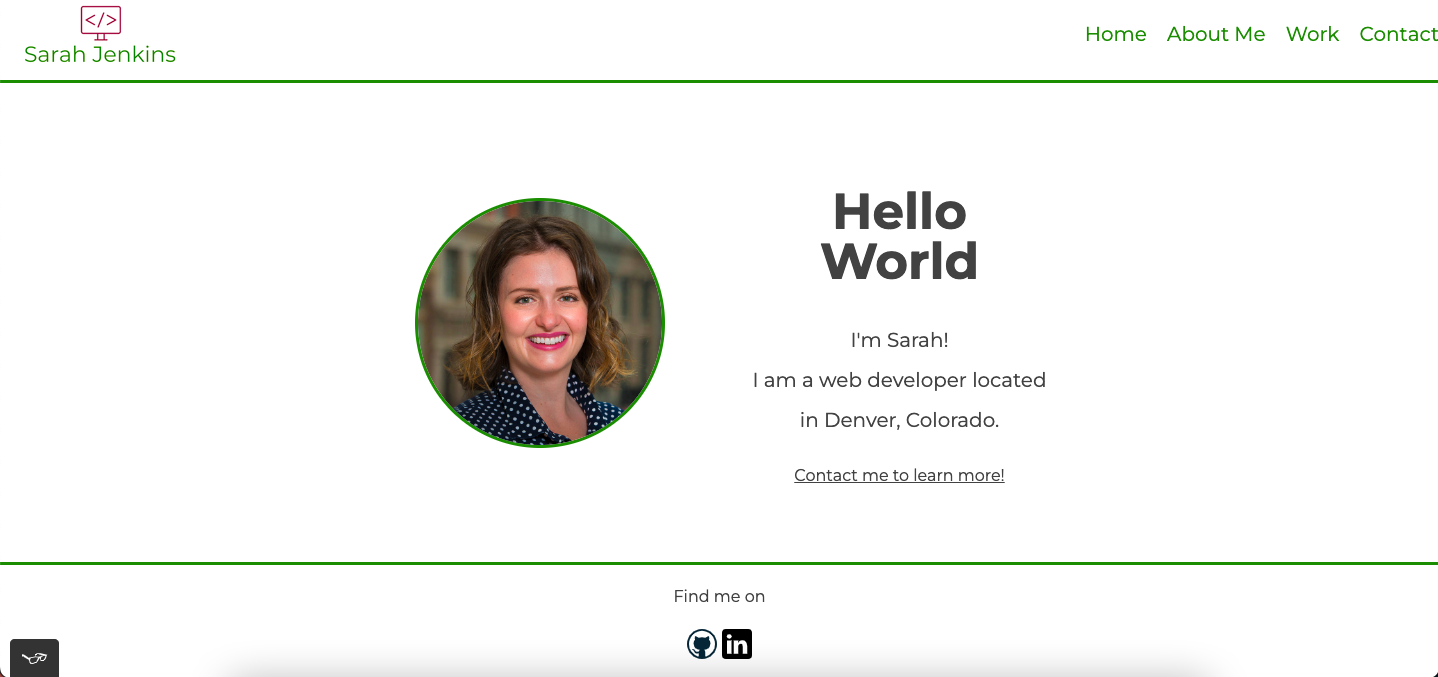 </>
Sarah Jenkins
Home About Me Work Contact
Hello
World
I'm Sarah!
I am a web developer located
in Denver, Colorado.
Contact me to learn more!
Find me on
in